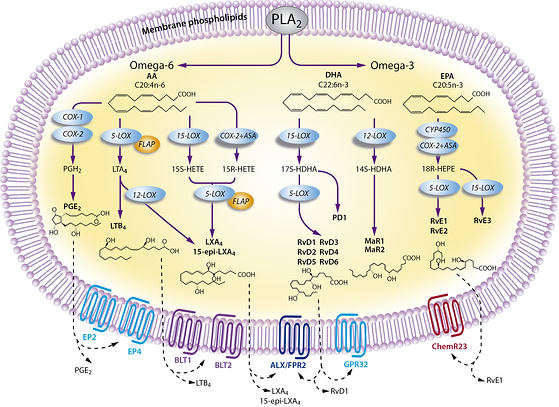 Membrane phospholipids
PLA2
Omega-6
Omega-3
AA
C20:4n-6
DHA
C22:6n-3
EPA
C20:5n-3
COOH
COOH
COOH
COX-1
COX-2
5-LOX
FLAP
15-LOX
COX-2+ASA
15-LOX
12-LOX
CYP450
COX-2+ASA
PGH2
LTA4
15S-HETE
15R-HETE
17S-HDHA
14S-HDHA
18R-HEPE
12-LOX
5-LOX
FLAP
5-LOX
5-LOX
15-LOX
PGE2
LTB4
LXA4
15-epi-LXA4
PD1
RvD1 RvD3
RvD2 RvD4
RvD5 RvD6
MaR1
MaR2
RvE1
RvE2
RvE3
EP2
EP4
BLT1
BLT2
ALX/FPR2
GPR32
ChemR23
PGE2
LTB4
LXA4
15-epi-LXA4
RvD1
RvE1